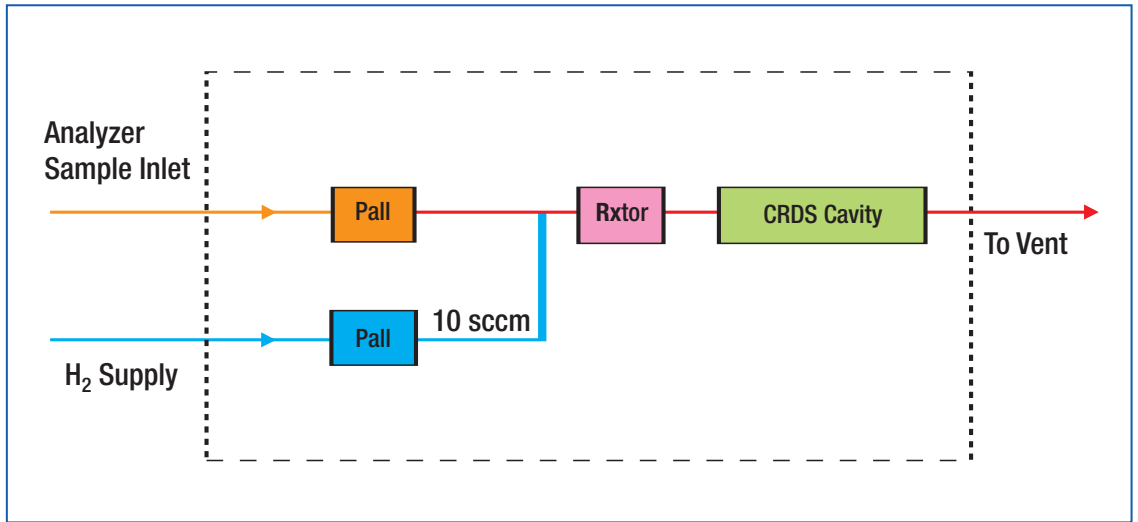 Analyzer
Sample Inlet
Pall
Rxtor
CRDS Cavity
To Vent
Pall
10 sccm
H₂ Supply